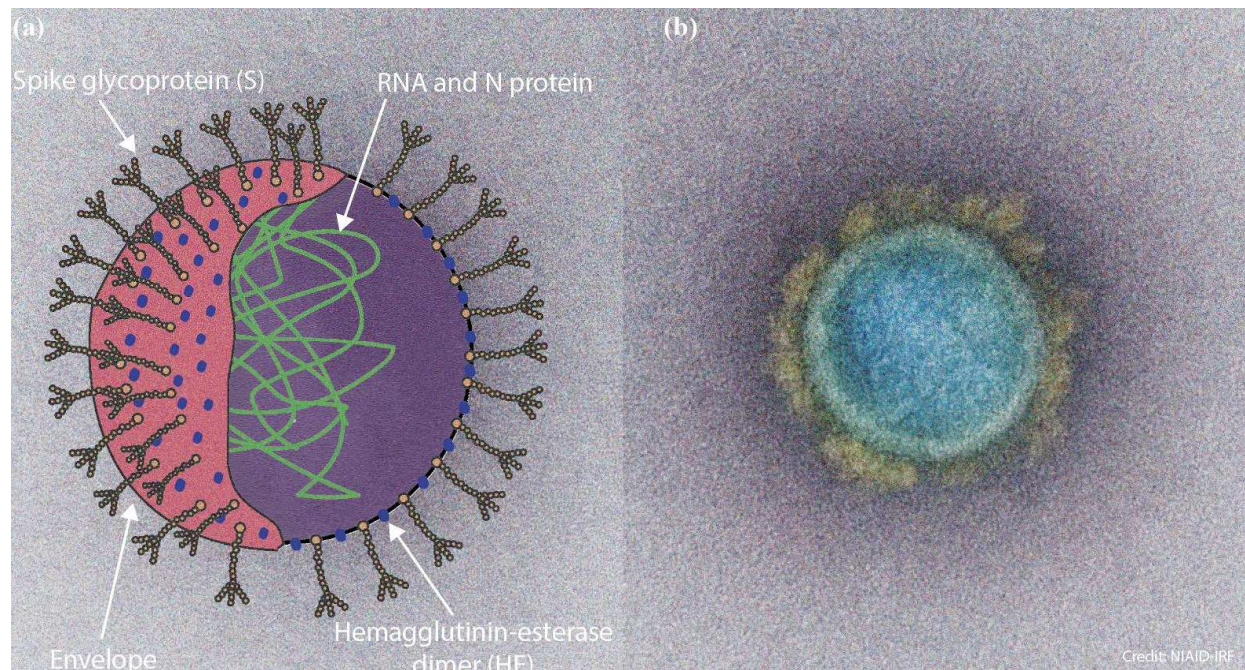 (a)
(b)
Spike glycoprotein (S)
RNA and N protein
Envelope
Hemagglutinin-esterase
dimer (HE)
Credit: NIAID-IRF